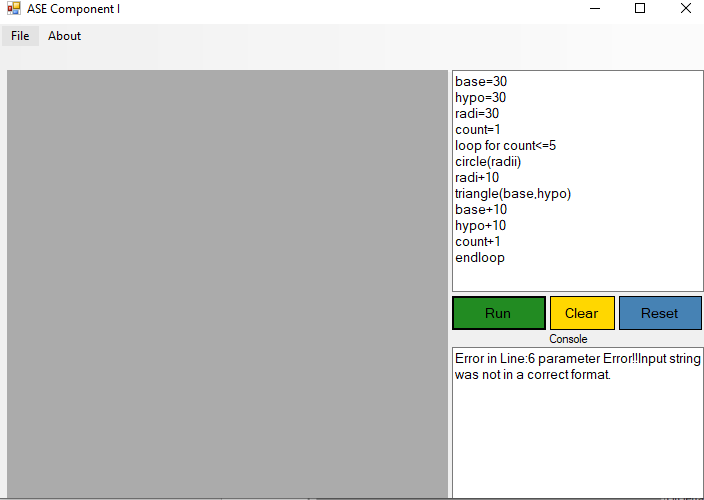 ASE Component I
File About
base=30
hypo=30
radi=30
count=1
loop for count<=5
circle(radii)
radi+10
triangle(base,hypo)
base+10
hypo+10
count+1
endloop
Run Clear Reset
Console
Error in Line:6 parameter Error!!Input string
was not in a correct format.